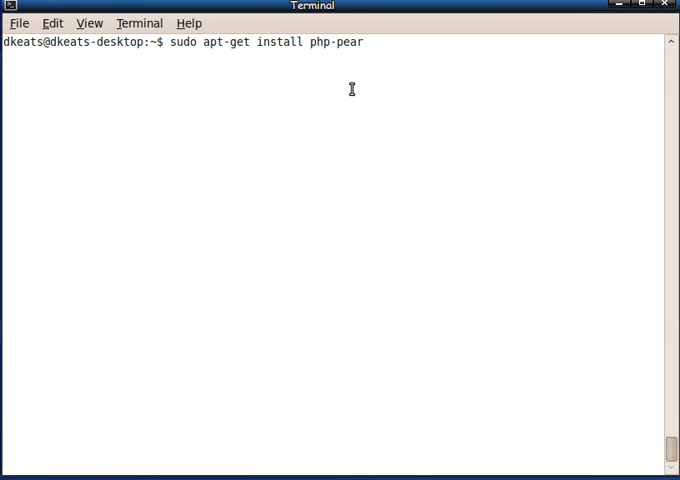 Terminal
File Edit View Terminal Help
dkeats@dkeats-desktop:~$ sudo apt-get install php-pear